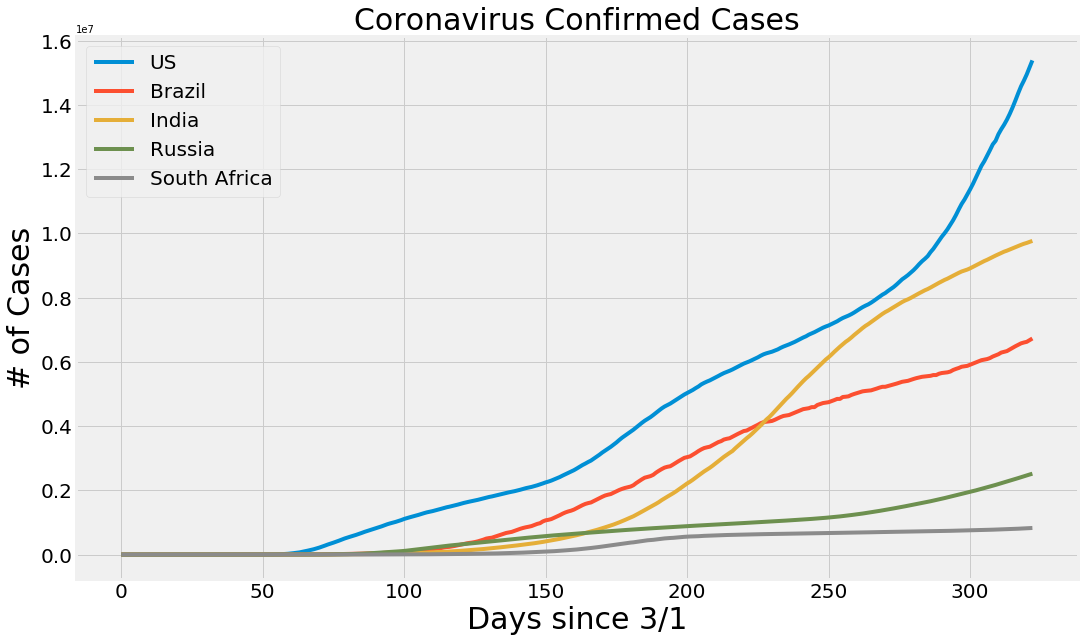 Coronavirus Confirmed Cases
1e7
1.6
1.4
1.2
1.0
0.8
0.6
0.4
0.2
0.0
# of Cases
US
Brazil
India
Russia
South Africa
0 50 100 150 200 250 300
Days since 3/1